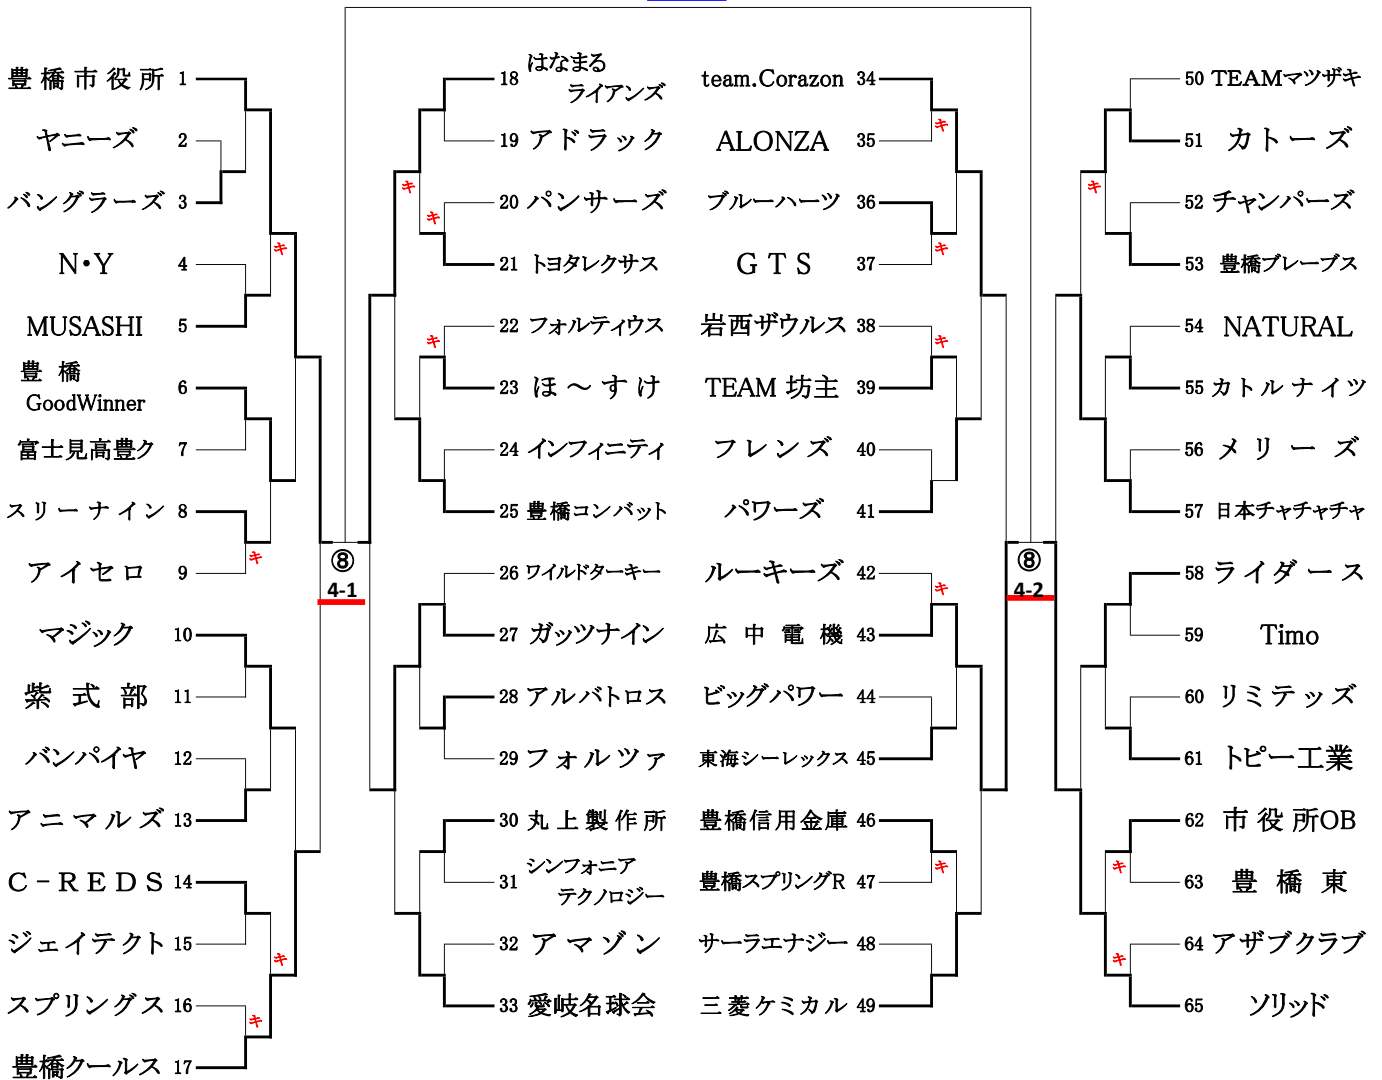 豊橋市役所 1
ヤニーズ 2
バングラーズ 3
N・Y 4
MUSASHI 5
豊橋
GoodWinner 6
富士見高豊ク 7
スリーナイン 8
アイセロ 9
マジック 10
紫式部 11
バンパイヤ 12
アニマルズ 13
C-REDS 14
ジェイテクト 15
スプリングス 16
豊橋クールス 17
キ
キ
キ
キ
⑧
4-1
18 はなまる
ライアンズ
19 アドラック
20 パンサーズ
21 トヨタレクサス
22 フォルティウス
23 ほ～すけ
24 インフィニティ
25 豊橋コンバット
26 ワイルドターキー
27 ガッツナイン
28 アルバトロス
29 フォルツァ
30 丸上製作所
31 シンフォニア
テクノロジー
32 アマゾン
33 愛岐名球会
キ
キ
キ
team.Corazon 34
ALONZA 35
ブルーハーツ 36
GTS 37
岩西ザウルス 38
TEAM 坊主 39
フレンズ 40
パワーズ 41
ルーキーズ 42
広中電機 43
ビッグパワー 44
東海シーレックス 45
豊橋信用金庫 46
豊橋スプリングR 47
サーラエナジー 48
三菱ケミカル 49
キ
キ
キ
キ
キ
⑧
4-2
50 TEAMマツザキ
51 カトーズ
52 チャンパーズ
53 豊橋ブレーブス
54 NATURAL
55 カトルナイツ
56 メリーズ
57 日本チャチャチャ
58 ライダース
59 Timo
60 リミテッズ
61 トピー工業
62 市役所OB
63 豊橋東
64 アザブクラブ
65 ソリッド
キ
キ
キ